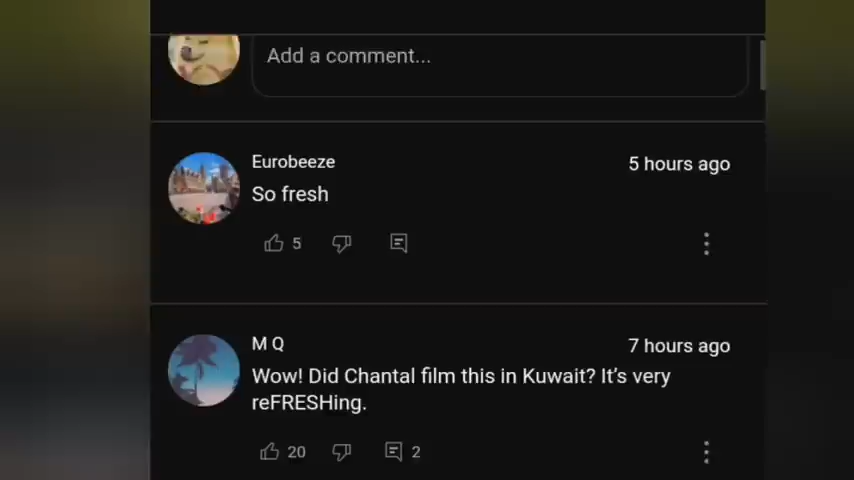 Add a comment...
Eurobeeze
5 hours ago
So fresh
5
M Q
7 hours ago
Wow! Did Chantal film this in Kuwait? It's very
reFRESHing.
20
2